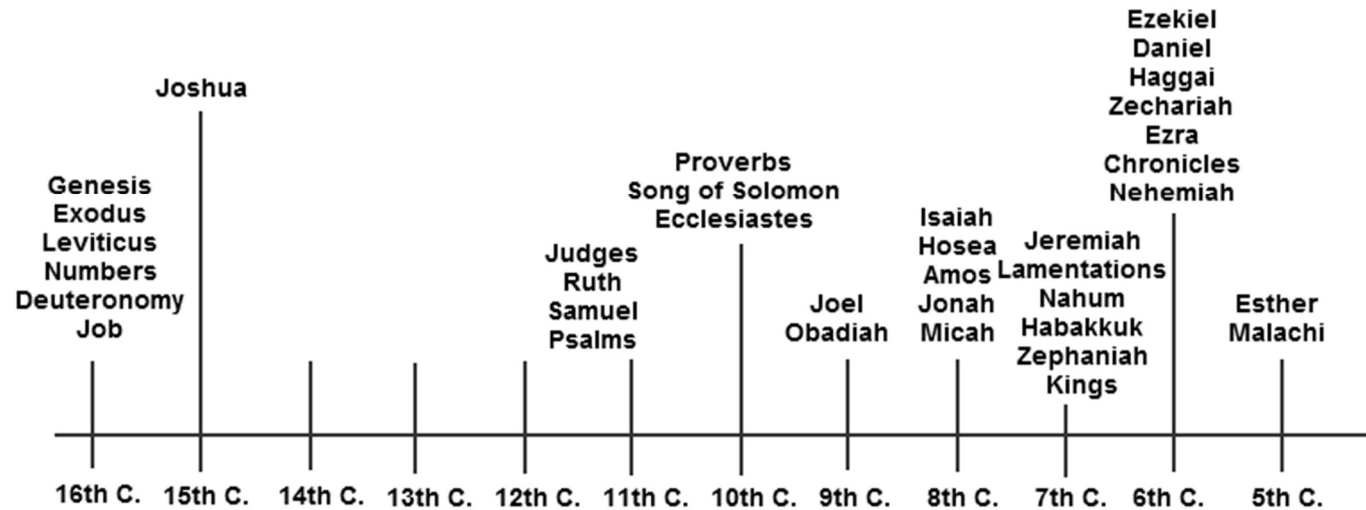 Genesis
Exodus
Leviticus
Numbers
Deuteronomy
Job
Joshua
Judges
Ruth
Samuel
Psalms
Proverbs
Song of Solomon
Ecclesiastes
Joel
Obadiah
Isaiah
Hosea
Amos
Jonah
Micah
Jeremiah
Lamentations
Nahum
Habakkuk
Zephaniah
Kings
Ezekiel
Daniel
Haggai
Zechariah
Ezra
Chronicles
Nehemiah
Esther
Malachi
16th C. 15th C. 14th C. 13th C. 12th C. 11th C. 10th C. 9th C. 8th C. 7th C. 6th C. 5th C.